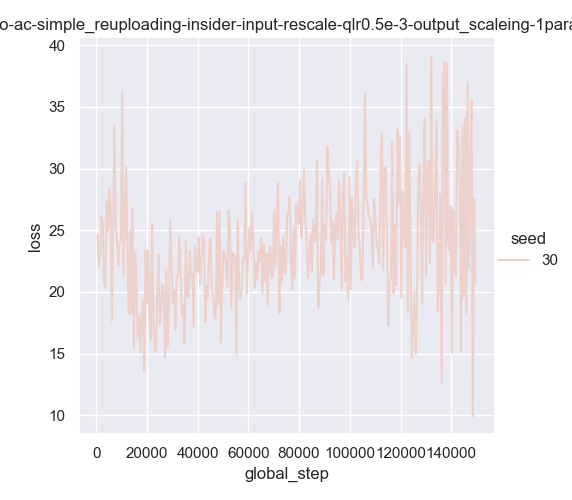 o-ac-simple_reuploading-insider-input-rescale-qlr0.5e-3-output_scaleing-1para
40
35
30
25
20
15
10
loss
0 20000 40000 60000 80000 100000 120000 140000
global_step
seed
30